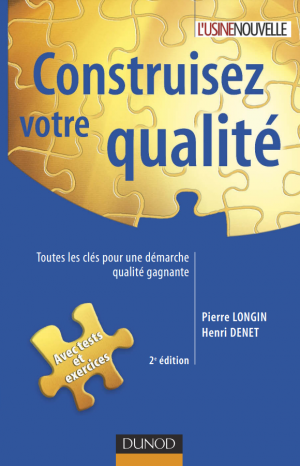 L'USINENOUVELLE
Construisez
votre qualité
Toutes les clés pour une démarche
qualité gagnante
Pierre LONGIN
Henri DENET
Avec tests
et
exercices
2e édition
DUNOD